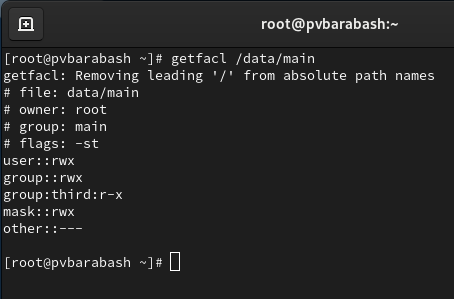 root@pvbarabash:~
[root@pvbarabash ~]# getfacl /data/main
getfacl: Removing leading '/' from absolute path names
# file: data/main
# owner: root
# group: main
# flags: -st
user::rwx
group::rwx
group:third:r-x
mask::rwx
other::---
[root@pvbarabash ~]#